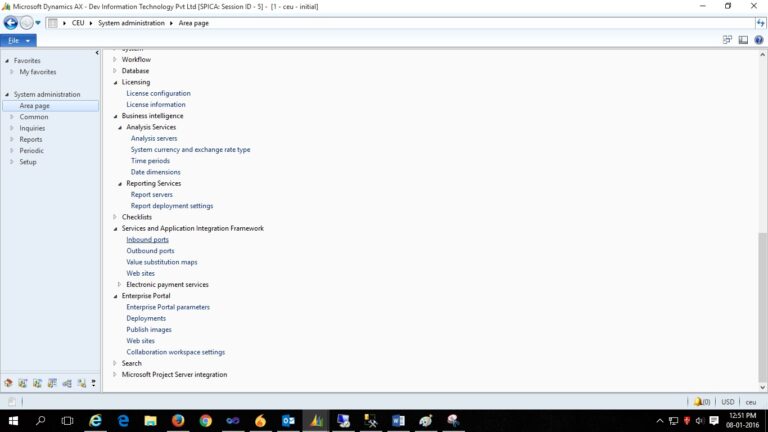 Microsoft Dynamics AX - Dev Information Technology Pvt Ltd [SPICA: Session ID - 5] - [1 - ceu - initial]
CEU System administration Area page
File
Favorites
My favorites
System administration
Area page
Common
Inquiries
Reports
Periodic
Setup
System
Workflow
Database
Licensing
License configuration
License information
Business intelligence
Analysis Services
Analysis servers
System currency and exchange rate type
Time periods
Date dimensions
Reporting Services
Report servers
Report deployment settings
Checklists
Services and Application Integration Framework
Inbound ports
Outbound ports
Value substitution maps
Web sites
Electronic payment services
Enterprise Portal
Enterprise Portal parameters
Deployments
Publish images
Web sites
Collaboration workspace settings
Search
Microsoft Project Server integration
(0) USD ceu
12:51 PM
08-01-2016